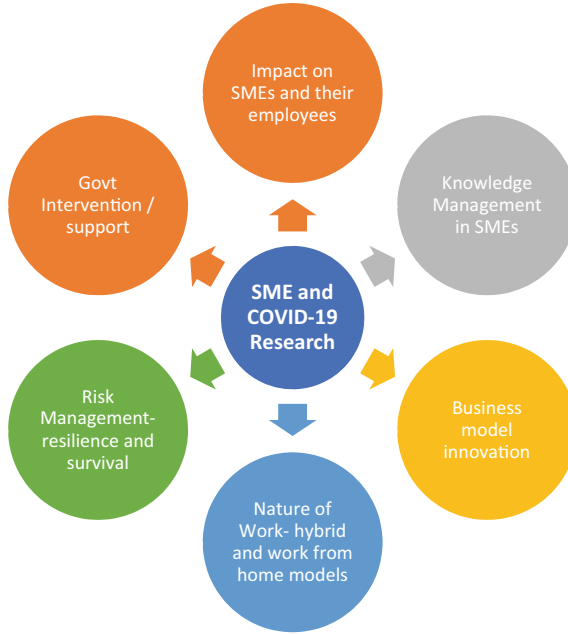 Impact on
SMEs and their
employees
Govt
Intervention /
support
Knowledge
Management
in SMEs
SME and
COVID-19
Research
Risk
Management-
resilience and
survival
Business
model
innovation
Nature of
Work- hybrid
and work from
home models